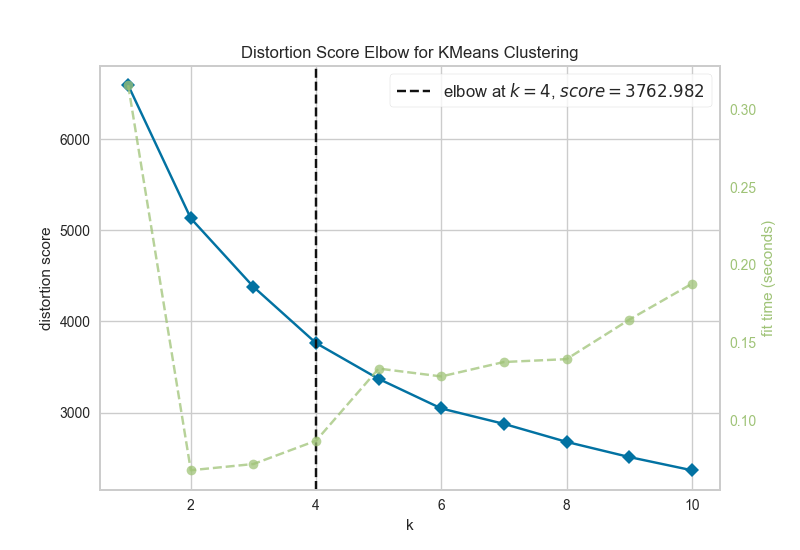 Distortion Score Elbow for KMeans Clustering
elbow at k = 4, score = 3762.982
6000
5000
4000
3000
distortion score
0.30
0.25
0.20
0.15
0.10
fit time (seconds)
2 4 6 8 10
k